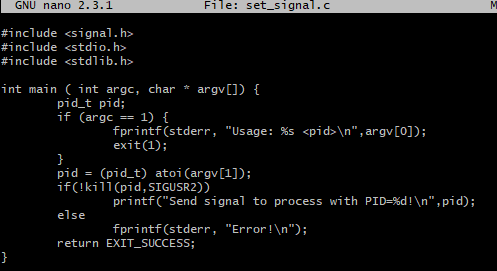 GNU nano 2.3.1 File: set_signal.c M
#include <signal.h>
#include <stdio.h>
#include <stdlib.h>
int main ( int argc, char * argv[]) {
pid_t pid;
if (argc == 1) {
fprintf(stderr, "Usage: %s <pid>\n",argv[0]);
exit(1);
}
pid = (pid_t) atoi(argv[1]);
if(!kill(pid,SIGUSR2))
printf("Send signal to process with PID=%d!\n",pid);
else
fprintf(stderr, "Error!\n");
return EXIT_SUCCESS;
}